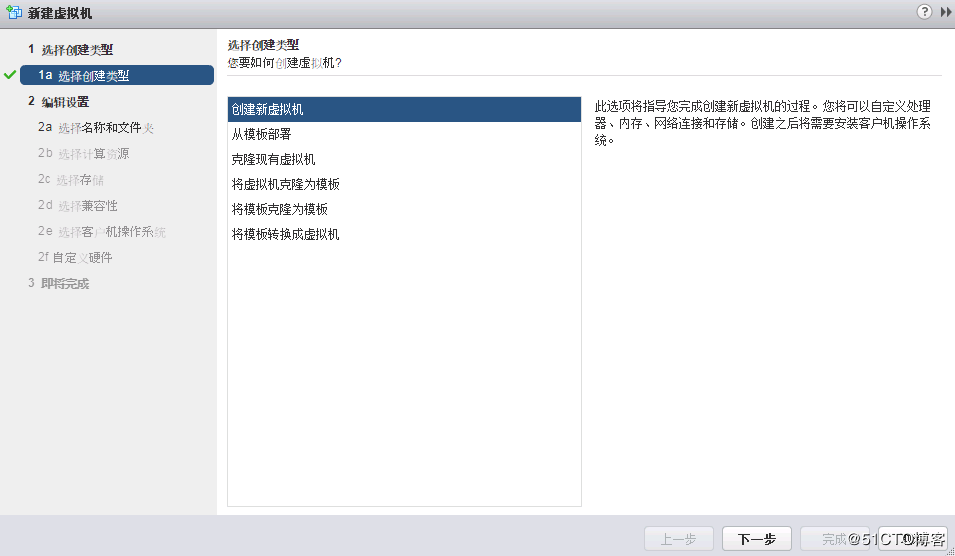 新建虚拟机
1 选择创建类型
1a 选择创建类型
2 编辑设置
2a 选择名称和文件夹
2b 选择计算资源
2c 选择存储
2d 选择兼容性
2e 选择客户机操作系统
2f 自定义硬件
3 即将完成
选择创建类型
您要如何创建虚拟机?
创建新虚拟机
从模板部署
克隆现有虚拟机
将虚拟机克隆为模板
将模板克隆为模板
将模板转换成虚拟机
此选项将指导您完成创建新虚拟机的过程。您将可以自定义处理
器、内存、网络连接和存储。创建之后将需要安装客户机操作系
统。
上一步
下一步
完成
@51CTO博客